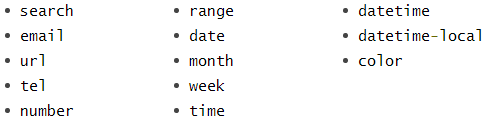 search
email
url
tel
number
range
date
month
week
time
datetime
datetime-local
color